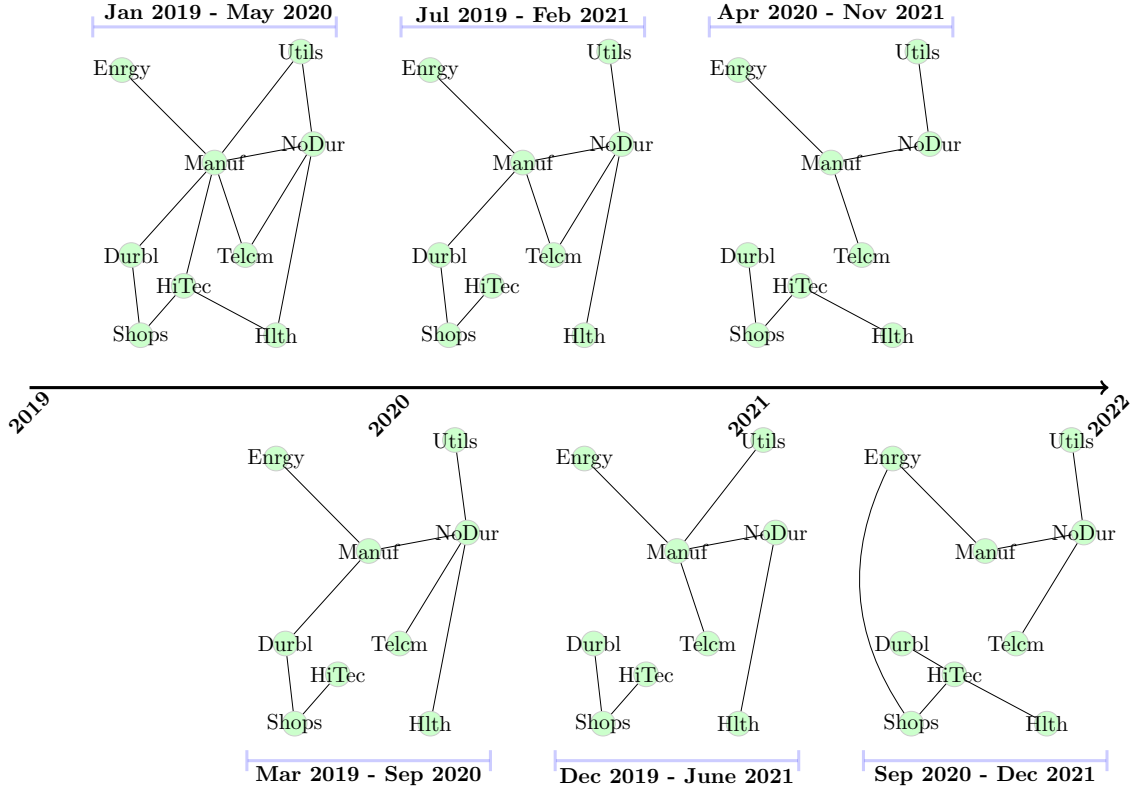 Jan 2019 - May 2020
Jul 2019 - Feb 2021
Apr 2020 - Nov 2021
Utils
Enrgy
NoDur
Manuf
Durbl
Telcm
HiTec
Shops
Hlth
Utils
Enrgy
NoDur
Manuf
Durbl
Telcm
HiTec
Shops
Hlth
Utils
Enrgy
NoDur
Manuf
Durbl
Telcm
HiTec
Shops
Hlth
2019
2020
2021
2022
Utils
Enrgy
NoDur
Manuf
Durbl
Telcm
HiTec
Shops
Hlth
Utils
Enrgy
NoDur
Manuf
Durbl
Telcm
HiTec
Shops
Hlth
Utils
Enrgy
NoDur
Manuf
Durbl
Telcm
HiTec
Shops
Hlth
Mar 2019 - Sep 2020
Dec 2019 - June 2021
Sep 2020 - Dec 2021